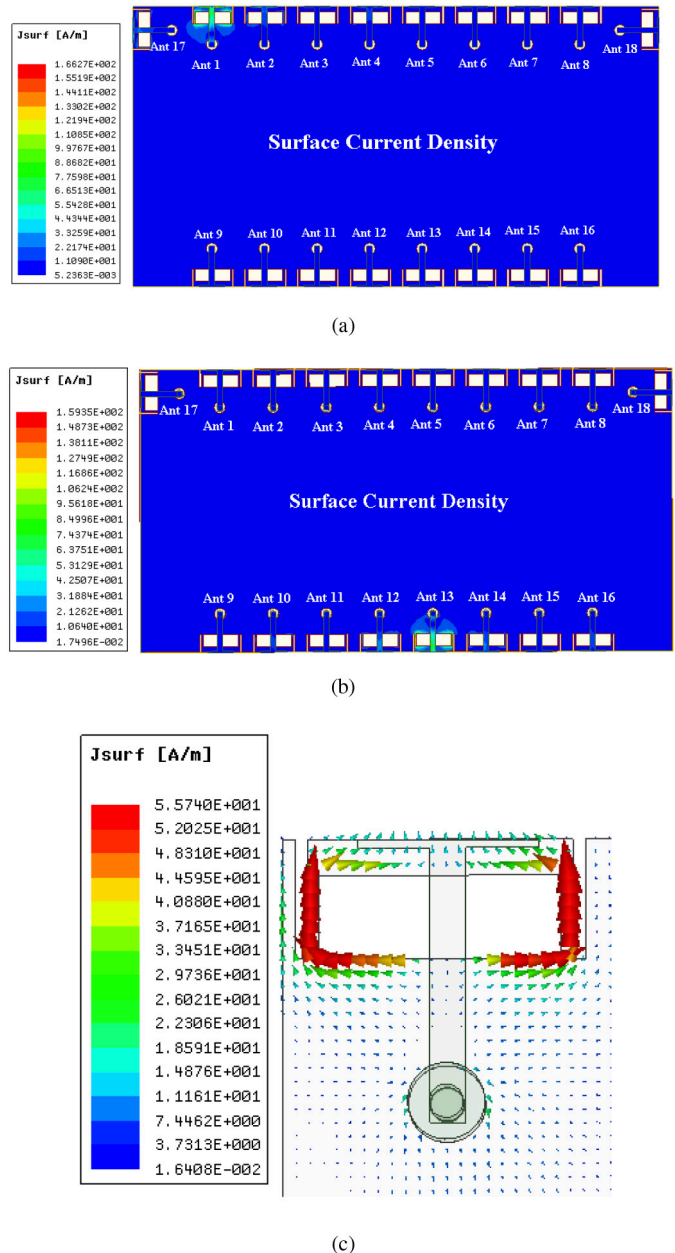 Jsurf [A/m]
1.6627E+002
1.5519E+002
1.4411E+002
1.3302E+002
1.2194E+002
1.1085E+002
9.9767E+001
8.8682E+001
7.7598E+001
6.6513E+001
5.5428E+001
4.4344E+001
3.3259E+001
2.2174E+001
1.1090E+001
5.2363E-003
Ant 17
Ant 1 Ant 2 Ant 3 Ant 4 Ant 5 Ant 6 Ant 7 Ant 8
Ant 18
Surface Current Density
Ant 9 Ant 10 Ant 11 Ant 12 Ant 13 Ant 14 Ant 15 Ant 16
(a)
Jsurf [A/m]
1.5935E+002
1.4873E+002
1.3811E+002
1.2749E+002
1.1686E+002
1.0624E+002
9.5618E+001
8.4996E+001
7.4374E+001
6.3751E+001
5.3129E+001
4.2507E+001
3.1884E+001
2.1262E+001
1.0640E+001
1.7496E-002
Ant 17
Ant 1 Ant 2 Ant 3 Ant 4 Ant 5 Ant 6 Ant 7 Ant 8
Ant 18
Surface Current Density
Ant 9 Ant 10 Ant 11 Ant 12 Ant 13 Ant 14 Ant 15 Ant 16
(b)
Jsurf [A/m]
5.5740E+001
5.2025E+001
4.8310E+001
4.4595E+001
4.0880E+001
3.7165E+001
3.3451E+001
2.9736E+001
2.6021E+001
2.2306E+001
1.8591E+001
1.4876E+001
1.1161E+001
7.4462E+000
3.7313E+000
1.6408E-002
(c)